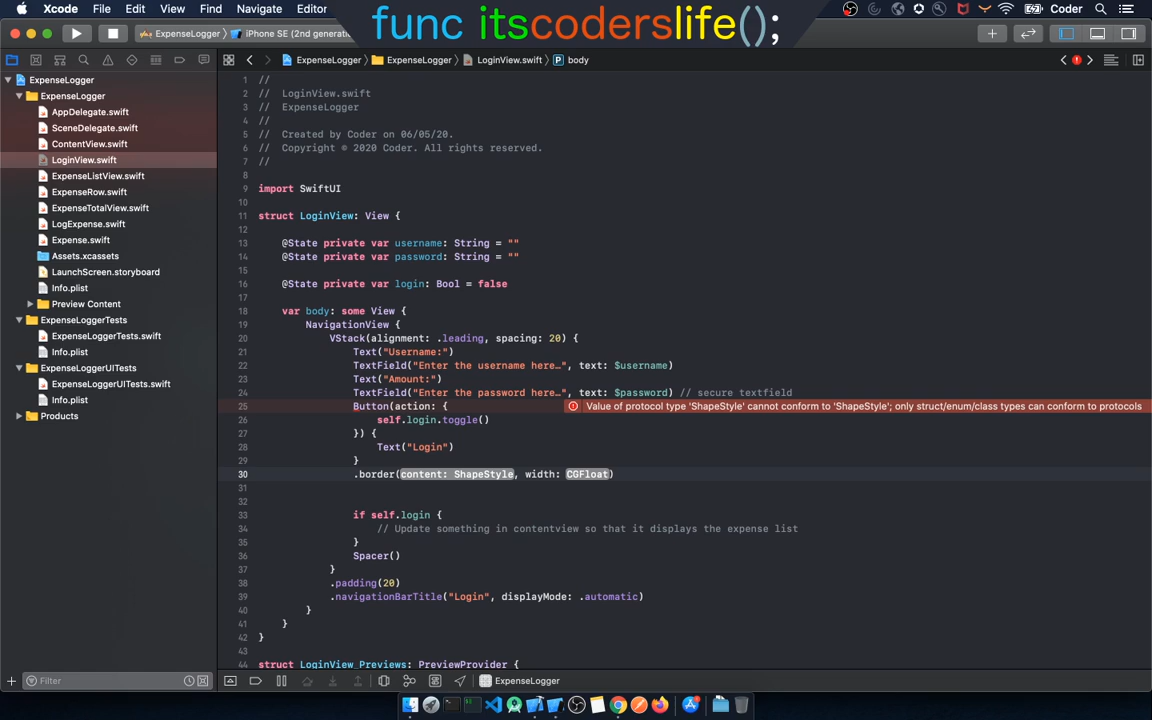 Xcode File Edit View Find Navigate Editor func itscoderslife(); Coder
ExpenseLogger iPhone SE (2nd generati
ExpenseLogger ExpenseLogger LoginView.swift P body
ExpenseLogger
ExpenseLogger
AppDelegate.swift
SceneDelegate.swift
ContentView.swift
LoginView.swift
ExpenseListView.swift
ExpenseRow.swift
ExpenseTotalView.swift
LogExpense.swift
Expense.swift
Assets.xcassets
LaunchScreen.storyboard
Info.plist
Preview Content
ExpenseLoggerTests
ExpenseLoggerTests.swift
Info.plist
ExpenseLoggerUITests
ExpenseLoggerUITests.swift
Info.plist
Products
Filter
1 //
2 // LoginView.swift
3 // ExpenseLogger
4 //
5 // Created by Coder on 06/05/20.
6 // Copyright © 2020 Coder. All rights reserved.
7 //
8
9 import SwiftUI
10
11 struct LoginView: View {
12
13 @State private var username: String = ""
14 @State private var password: String = ""
15
16 @State private var login: Bool = false
17
18 var body: some View {
19 NavigationView {
20 VStack(alignment: .leading, spacing: 20) {
21 Text("Username:")
22 TextField("Enter the username here…", text: $username)
23 Text("Amount:")
24 TextField("Enter the password here…", text: $password) // secure textfield
25 Button(action: { Value of protocol type 'ShapeStyle' cannot conform to 'ShapeStyle'; only struct/enum/class types can conform to protocols
26 self.login.toggle()
27 }) {
28 Text("Login")
29 }
30 .border(content: ShapeStyle, width: CGFloat)
31
32
33 if self.login {
34 // Update something in contentview so that it displays the expense list
35 }
36 Spacer()
37 }
38 .padding(20)
39 .navigationBarTitle("Login", displayMode: .automatic)
40 }
41 }
42 }
43
44 struct LoginView_Previews: PreviewProvider {
ExpenseLogger